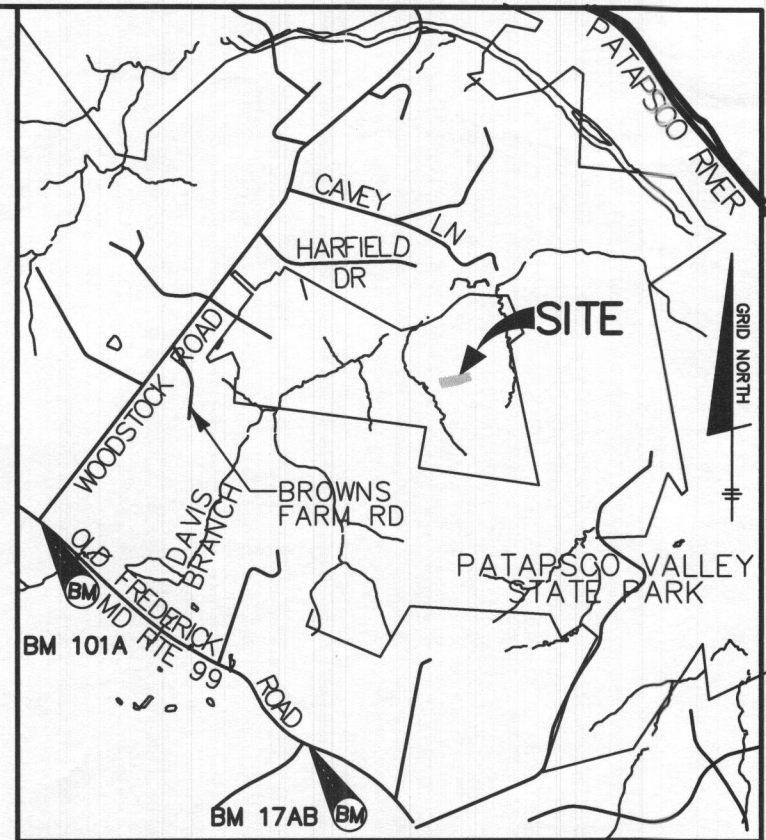 PATAPSCO RIVER
CAVEY
LN
HARFIELD
DR
SITE
GRID NORTH
WOODSTOCK ROAD
BROWNS
FARM RD
DAVIS
BRANCH
PATAPSCO VALLEY
STATE PARK
OLD FREDERICK
ROAD
MD RTE 99
BM
BM 101A
BM 17AB
BM